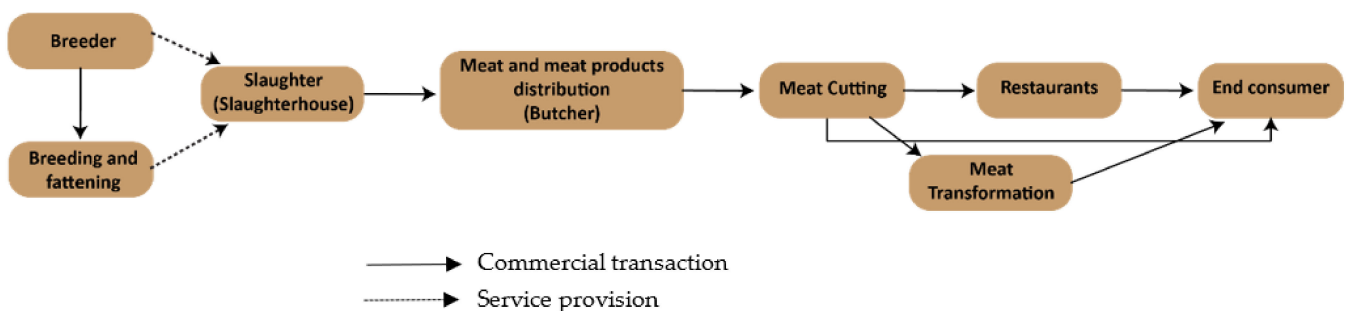 Breeder
Breeding and
fattening
Slaughter
(Slaughterhouse)
Meat and meat products
distribution
(Butcher)
Meat Cutting
Restaurants
End consumer
Meat
Transformation
Commercial transaction
Service provision